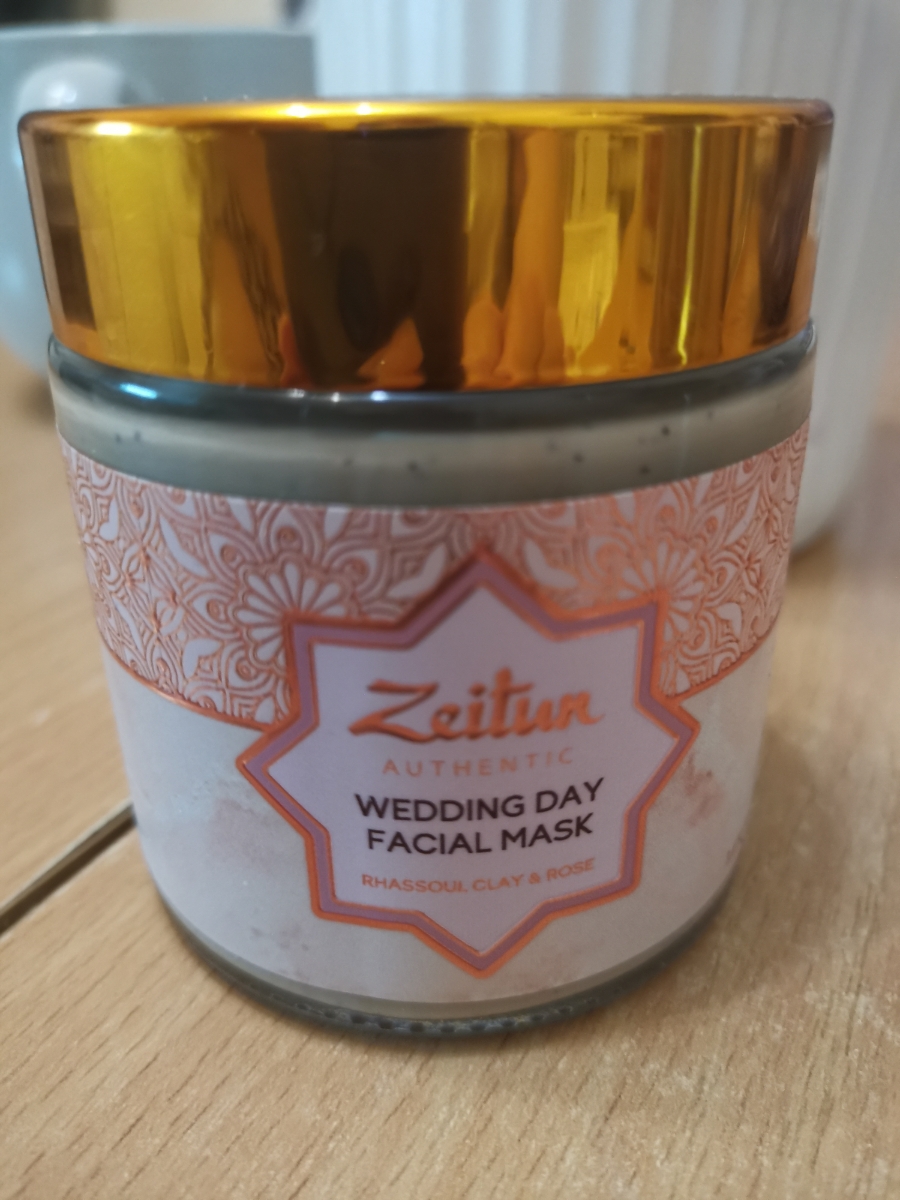 Zeitun
AUTHENTIC
WEDDING DAY
FACIAL MASK
RHASSOUL CLAY & ROSE